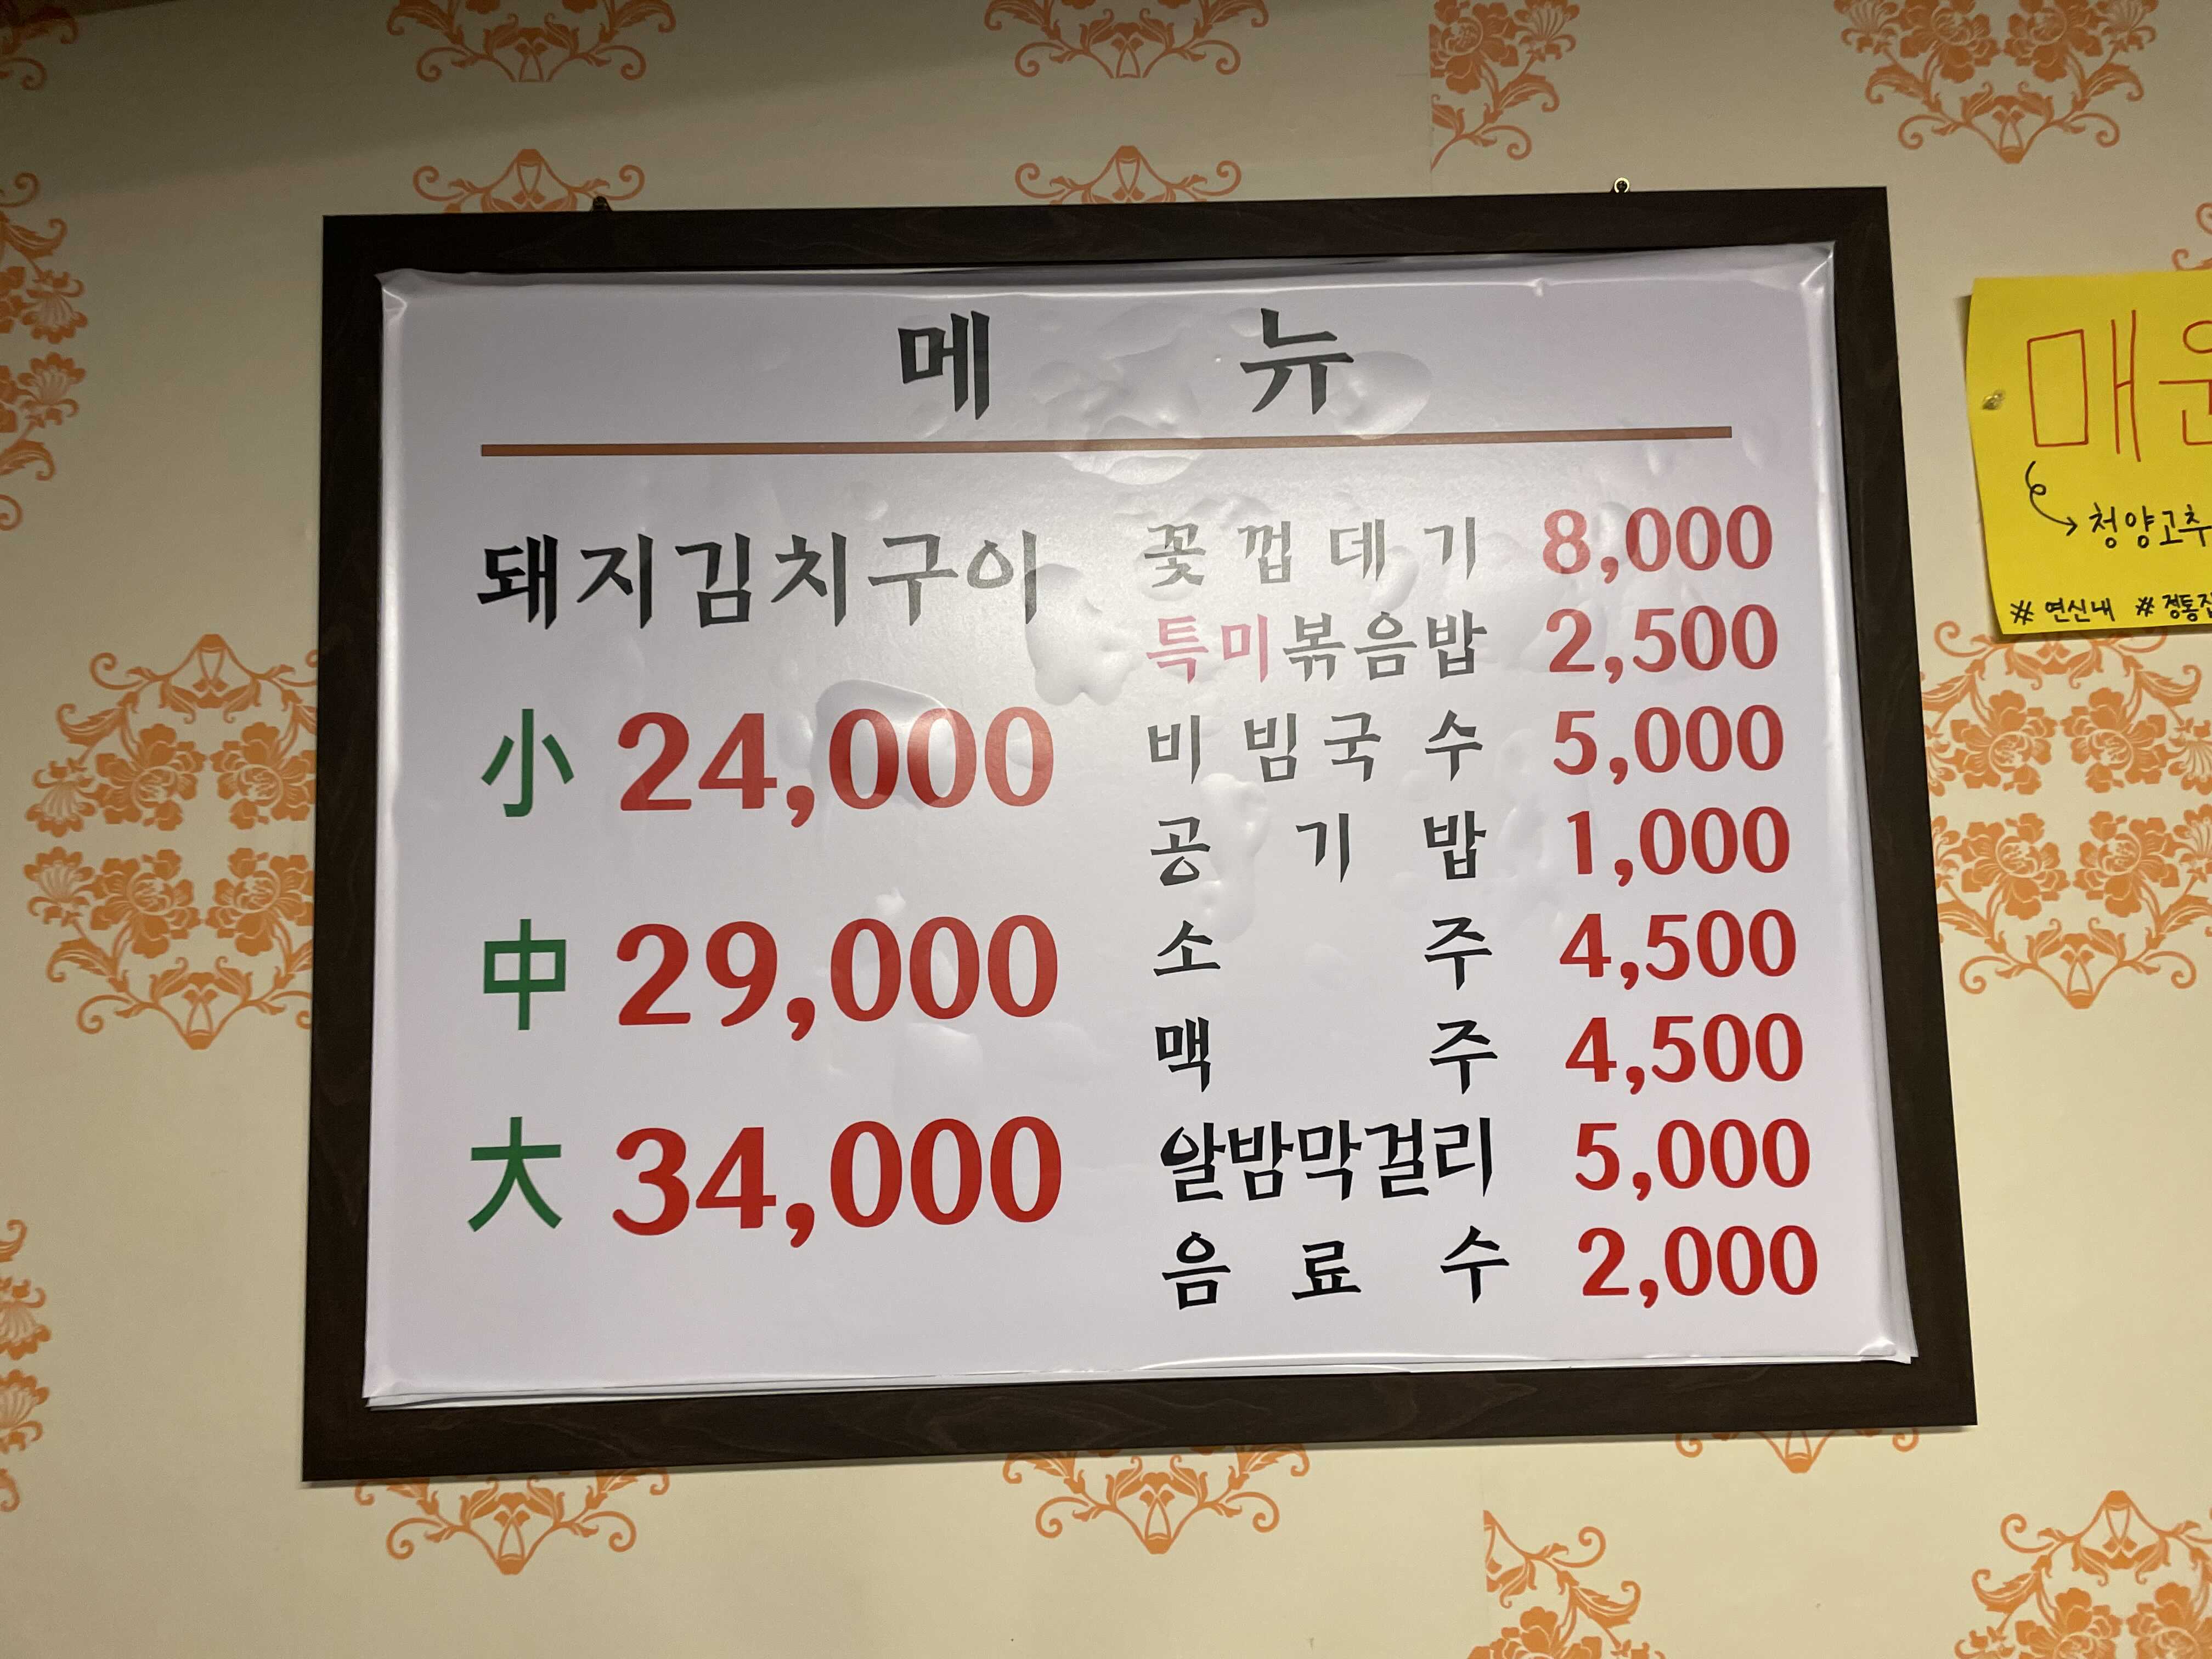 메 뉴
돼지김치구이
小 24,000
中 29,000
大 34,000
꽃껍데기 8,000
특미볶음밥 2,500
비빔국수 5,000
공기밥 1,000
소주 4,500
맥주 4,500
알밤막걸리 5,000
음료수 2,000
매운
청양고추
#연신내 #정통집